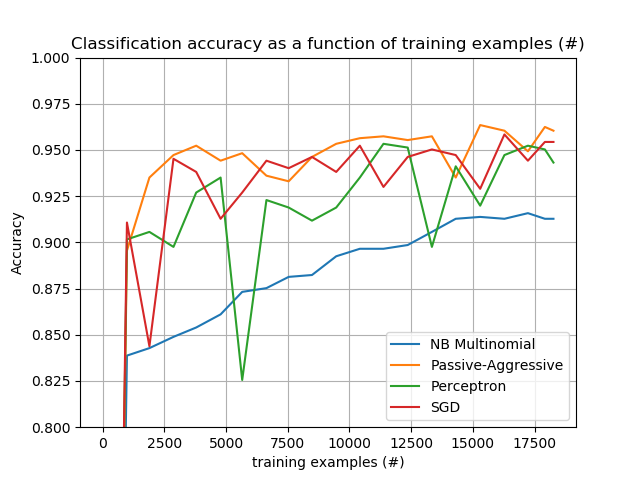 Classification accuracy as a function of training examples (#)
1.000
0.975
0.950
0.925
0.900
0.875
0.850
0.825
0.800
Accuracy
NB Multinomial
Passive-Aggressive
Perceptron
SGD
0 2500 5000 7500 10000 12500 15000 17500
training examples (#)